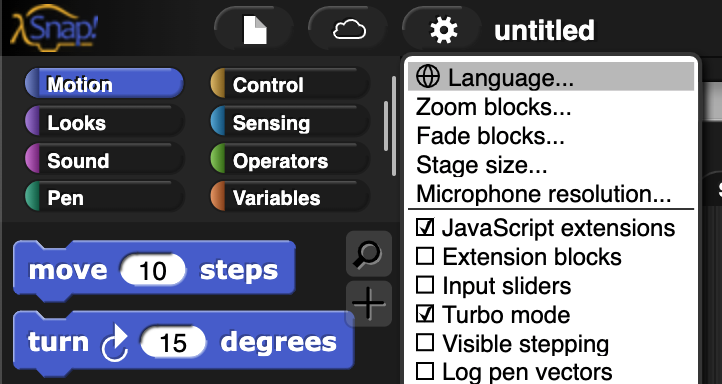 Snap!
untitled
Motion
Control
Looks
Sensing
Sound
Operators
Pen
Variables
move 10 steps
turn 15 degrees
Language...
Zoom blocks...
Fade blocks...
Stage size...
Microphone resolution...
JavaScript extensions
Extension blocks
Input sliders
Turbo mode
Visible stepping
Log pen vectors